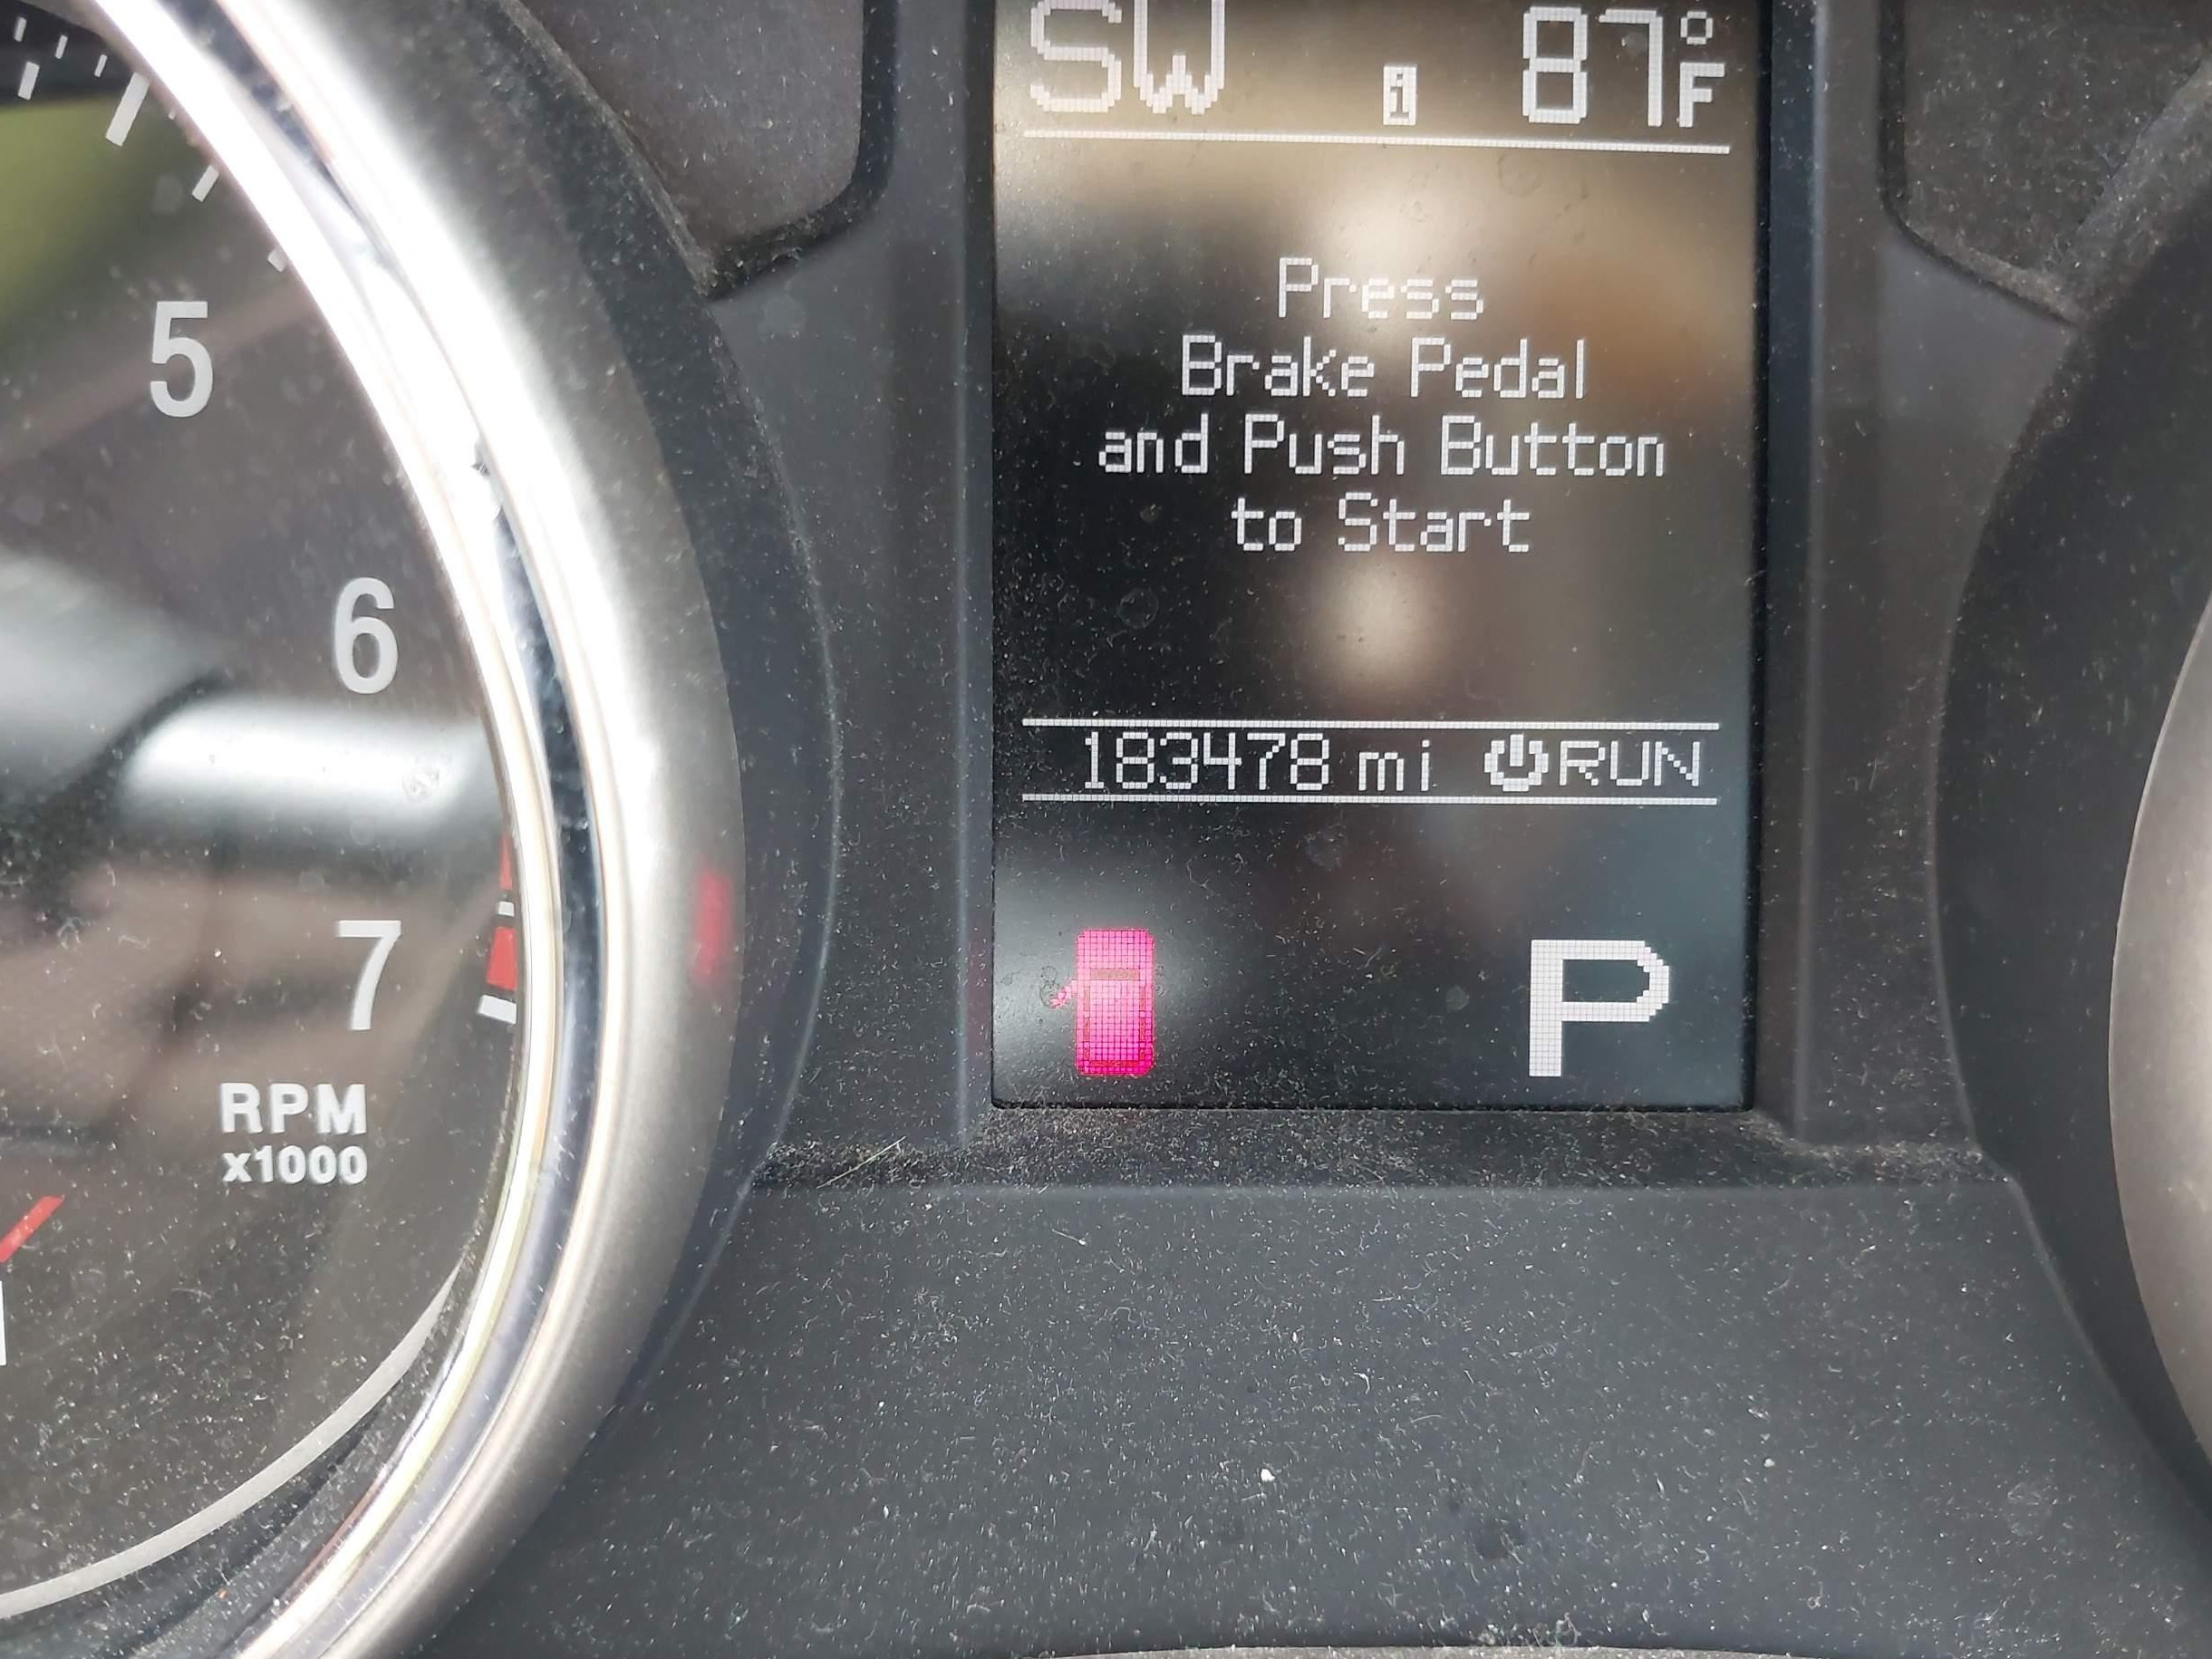 SW i 87°F
Press
Brake Pedal
and Push Button
to Start
183478 mi RUN
P
5
6
7
RPM
x1000